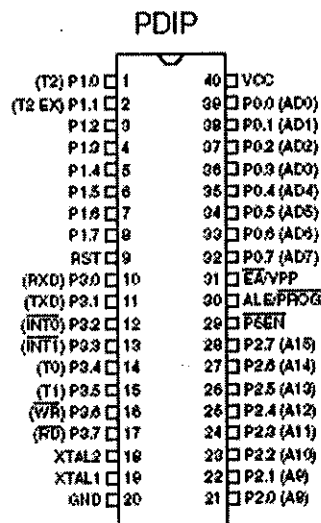 PDIP
(T2) P1.0 1 40 VCC
(T2 EX) P1.1 2 39 P0.0 (AD0)
P1.2 3 38 P0.1 (AD1)
P1.3 4 37 P0.2 (AD2)
P1.4 5 36 P0.3 (AD3)
P1.5 6 35 P0.4 (AD4)
P1.6 7 34 P0.5 (AD5)
P1.7 8 33 P0.6 (AD6)
RST 9 32 P0.7 (AD7)
(RXD) P3.0 10 31 E̅A̅/VPP
(TXD) P3.1 11 30 ALE/P̅R̅O̅G̅
(I̅N̅T̅0̅) P3.2 12 29 P̅S̅E̅N̅
(I̅N̅T̅1̅) P3.3 13 28 P2.7 (A15)
(T0) P3.4 14 27 P2.6 (A14)
(T1) P3.5 15 26 P2.5 (A13)
(W̅R̅) P3.6 16 25 P2.4 (A12)
(R̅D̅) P3.7 17 24 P2.3 (A11)
XTAL2 18 23 P2.2 (A10)
XTAL1 19 22 P2.1 (A9)
GND 20 21 P2.0 (A8)